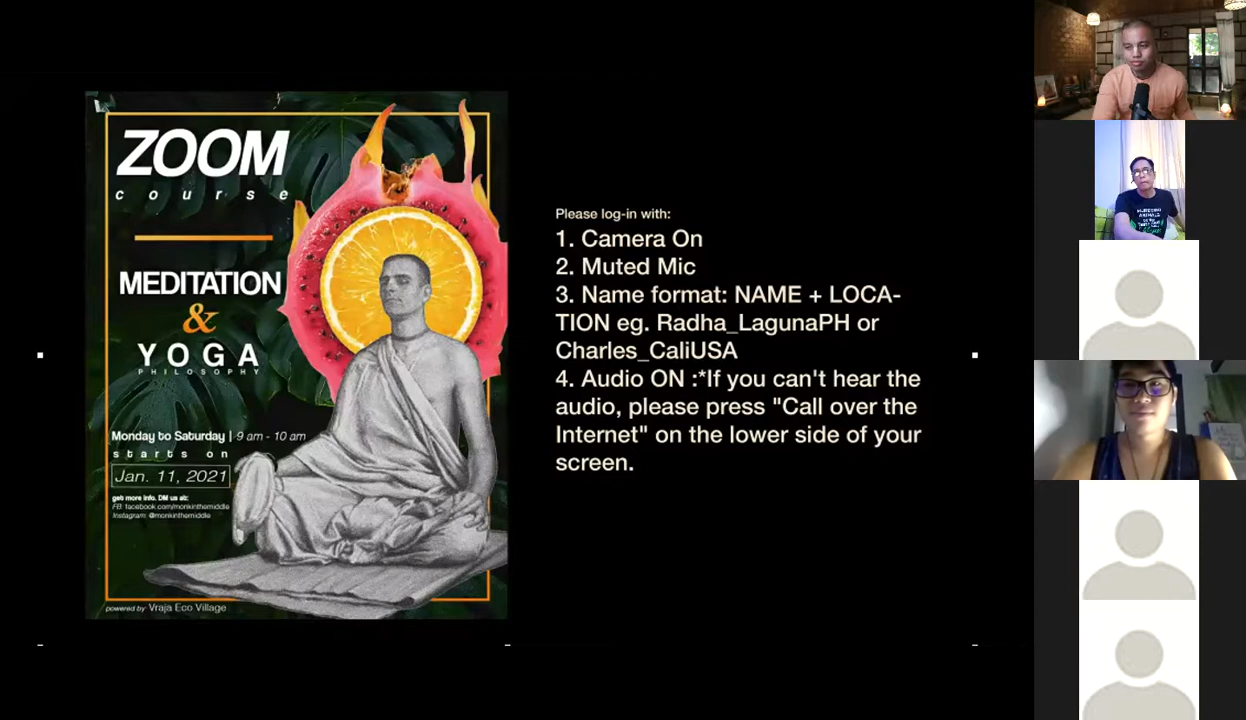 ZOOM
course
MEDITATION
&
YOGA
PHILOSOPHY
Monday to Saturday | 9 am - 10 am
starts on
Jan. 11, 2021
get more info. DM us at:
FB: facebook.com/monkinthemiddle
Instagram: @monkinthemiddle
powered by Vraja Eco Village
Please log-in with:
1. Camera On
2. Muted Mic
3. Name format: NAME + LOCA-
TION eg. Radha_LagunaPH or
Charles_CaliUSA
4. Audio ON :*If you can't hear the
audio, please press "Call over the
Internet" on the lower side of your
screen.